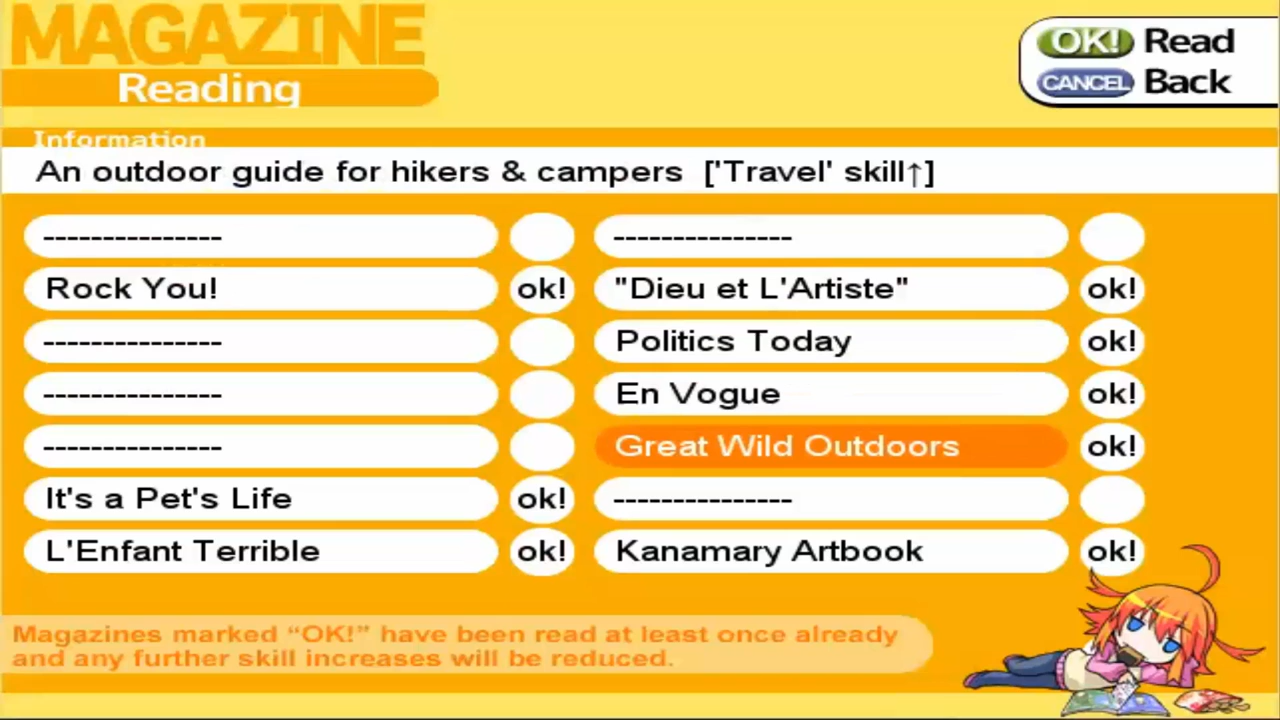 MAGAZINE
Reading
OK! Read
CANCEL Back
Information
An outdoor guide for hikers & campers ['Travel' skill↑]
--------------- ---------------
Rock You! ok! "Dieu et L'Artiste" ok!
--------------- Politics Today ok!
--------------- En Vogue ok!
--------------- Great Wild Outdoors ok!
It's a Pet's Life ok! ---------------
L'Enfant Terrible ok! Kanamary Artbook ok!
Magazines marked “OK!” have been read at least once already
and any further skill increases will be reduced.